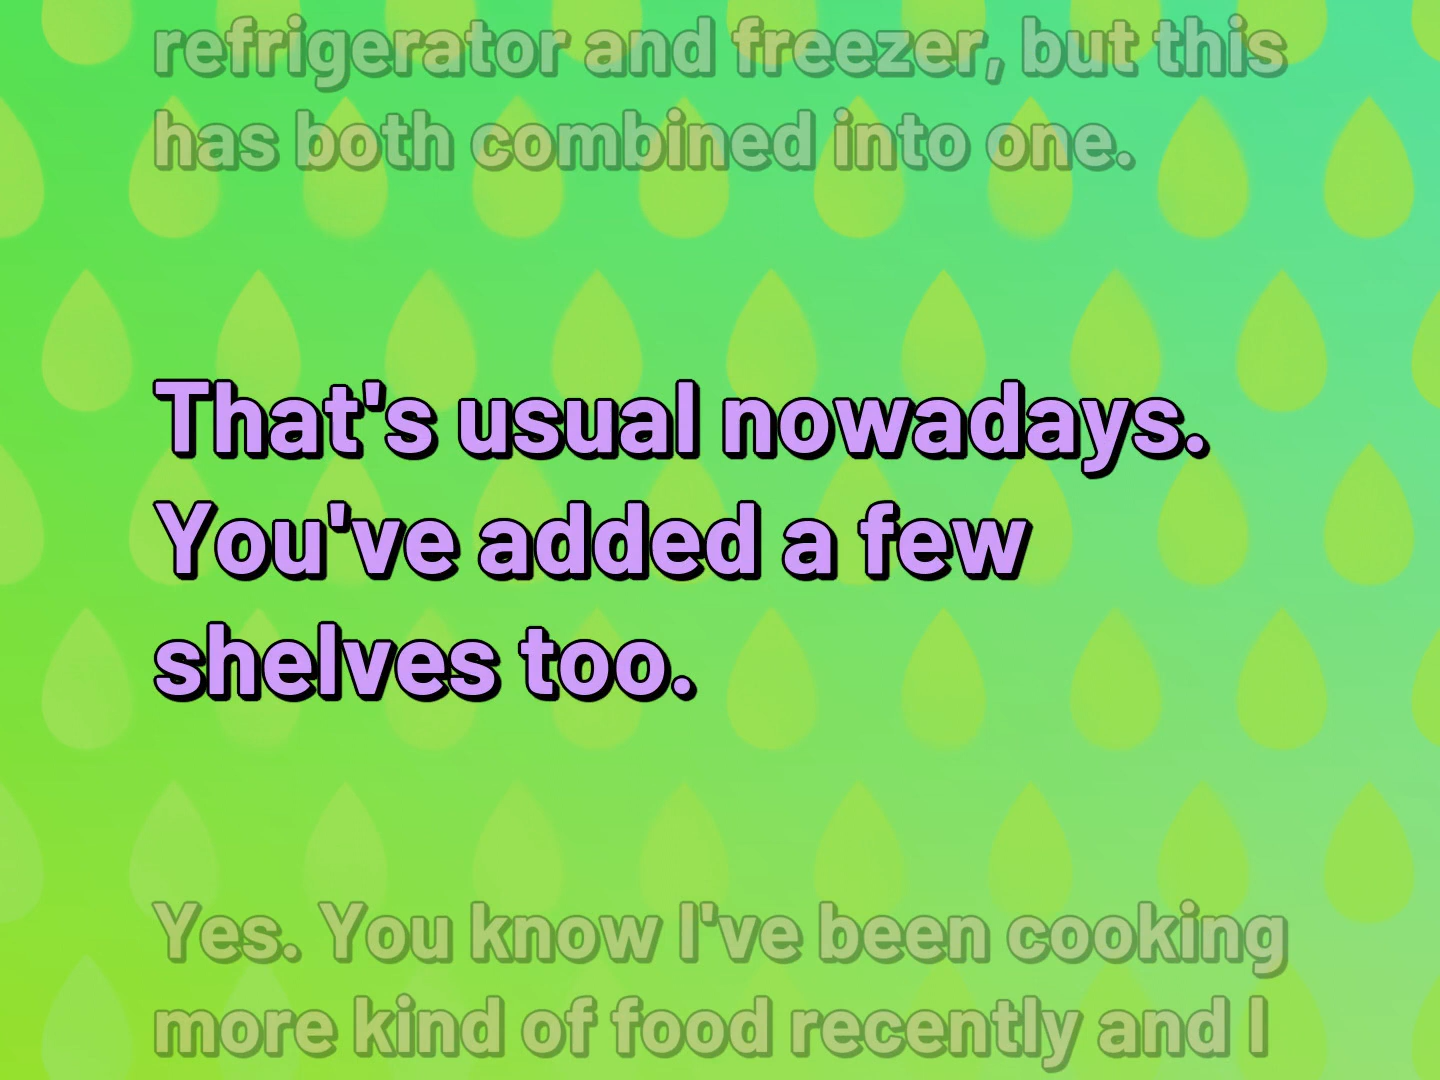 refrigerator and freezer, but this
has both combined into one.
That's usual nowadays.
You've added a few
shelves too.
Yes. You know I've been cooking
more kind of food recently and I